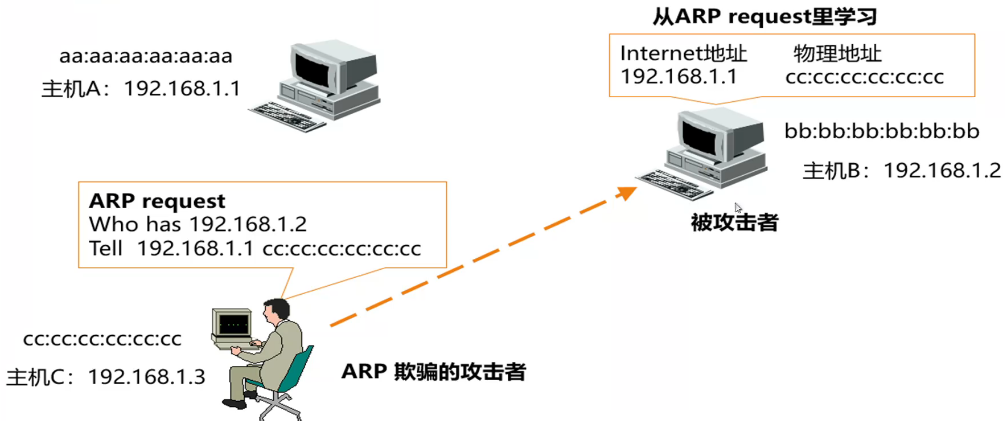 从ARP request里学习
Internet地址 物理地址
192.168.1.1 cc:cc:cc:cc:cc:cc
aa:aa:aa:aa:aa:aa
主机A：192.168.1.1
bb:bb:bb:bb:bb:bb
主机B：192.168.1.2
被攻击者
ARP request
Who has 192.168.1.2
Tell 192.168.1.1 cc:cc:cc:cc:cc:cc
cc:cc:cc:cc:cc:cc
主机C：192.168.1.3
ARP 欺骗的攻击者